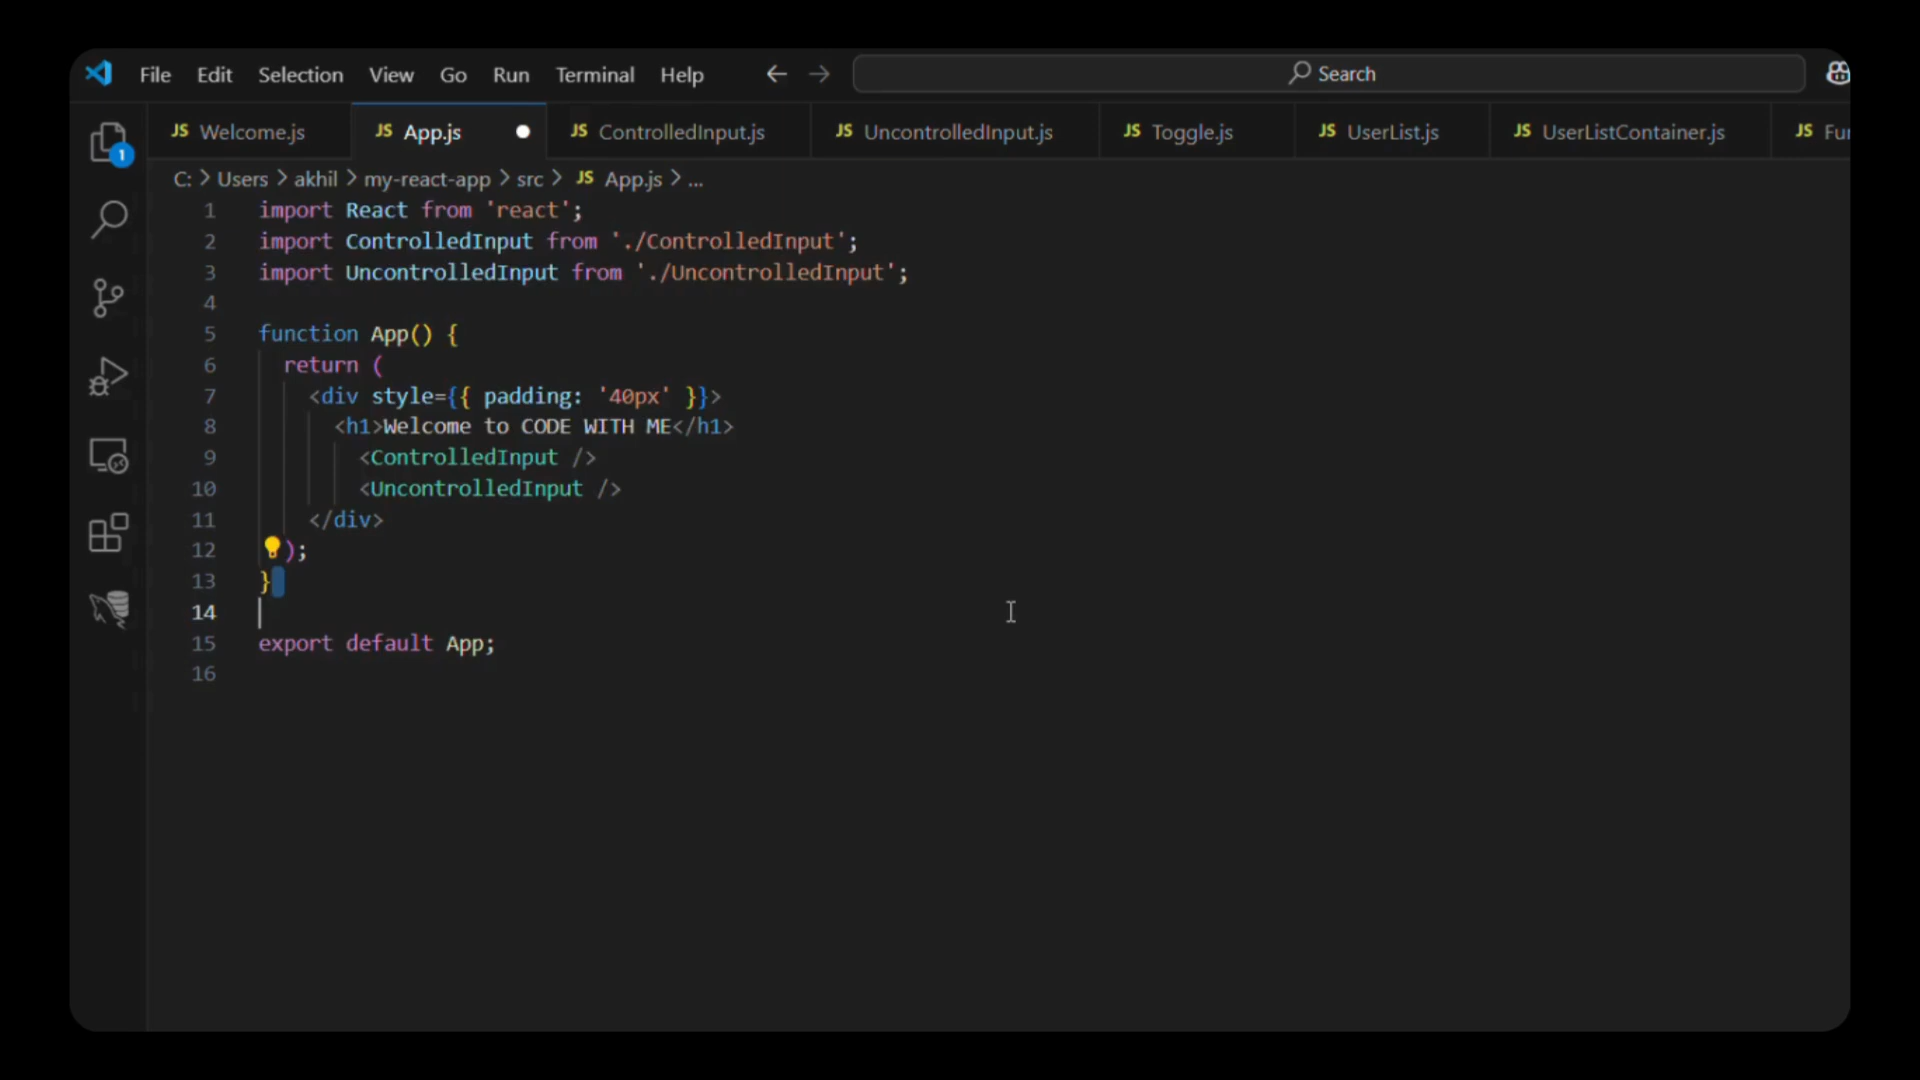 File Edit Selection View Go Run Terminal Help Search
JS Welcome.js JS App.js JS ControlledInput.js JS UncontrolledInput.js JS Toggle.js JS UserList.js JS UserListContainer.js JS Fu
1
C: > Users > akhil > my-react-app > src > JS App.js > ...
1 import React from 'react';
2 import ControlledInput from './ControlledInput';
3 import UncontrolledInput from './UncontrolledInput';
4
5 function App() {
6 return (
7 <div style={{ padding: '40px' }}>
8 <h1>Welcome to CODE WITH ME</h1>
9 <ControlledInput />
10 <UncontrolledInput />
11 </div>
12 );
13 }
14
15 export default App;
16